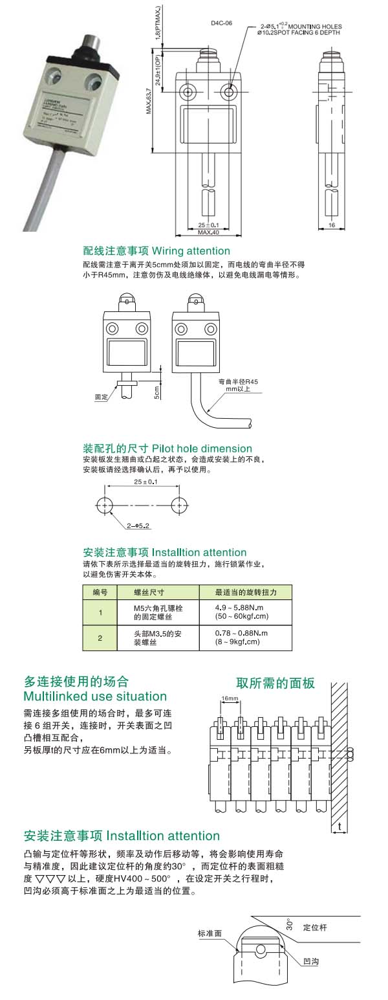 D4C-06
2-Ø5.1 +0.2 0 MOUNTING HOLES
Ø10.2SPOT FACING 6 DEPTH
1.8(PTMAX.)
24.9±1(OP)
MAX.63.7
25±0.1
MAX.40
16
配线注意事项 Wiring attention
配线需注意于离开关5cmm处须加以固定，而电线的弯曲半径不得
小于R45mm，注意勿伤及电线绝缘体，以避免电线漏电等情形。
固定
5cm
弯曲半径R45
mm以上
装配孔的尺寸 Pilot hole dimension
安装板发生翘曲或凸起之状态，会造成安装上的不良，
安装板请经选择确认后，再予以使用。
25±0.1
2-Φ5.2
安装注意事项 Installtion attention
请依下表所示选择最适当的旋转扭力，施行锁紧作业，
以避免伤害开关本体。
编号 螺丝尺寸 最适当的旋转扭力
1 M5六角孔骡栓的固定螺丝 4.9~5.88N.m (50~60kgf.cm)
2 头部M3.5的安装螺丝 0.78~0.88N.m (8~9kgf.cm)
多连接使用的场合
Multilinked use situation
需连接多组使用的场合时，最多可连
接 6 组开关，连接时，开关表面之凹
凸槽相互配合，
另板厚t的尺寸应在6mm以上为适当。
取所需的面板
16mm
t
安装注意事项 Installtion attention
凸输与定位杆等形状，频率及动作后移动等，将会影响使用寿命
与精准度，因此建议定位杆的角度约30°，而定位杆的表面粗糙
度 ▽▽▽ 以上，硬度HV400~500°，在设定开关之行程时，
凹沟必须高于标准面之上为最适当的位置。
标准面
30°
定位杆
凹沟